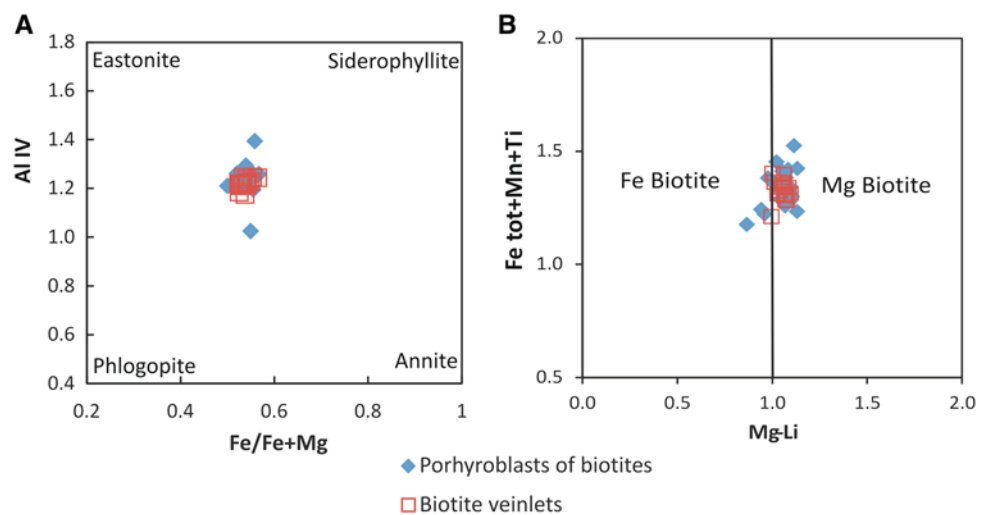 A
1.8
1.6
1.4
1.2
1.0
0.8
0.6
0.4
Al IV
Eastonite
Siderophyllite
Phlogopite
Annite
0.2
0.4
0.6
0.8
1
Fe/Fe+Mg
B
2.0
1.5
1.0
0.5
Fe tot+Mn+Ti
Fe Biotite
Mg Biotite
0.0
0.5
1.0
1.5
2.0
Mg-Li
Porhyroblasts of biotites
Biotite veinlets